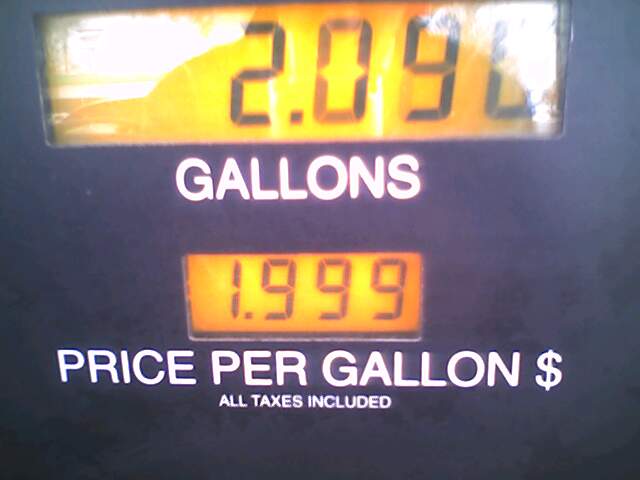 2.09
GALLONS
1.999
PRICE PER GALLON $
ALL TAXES INCLUDED